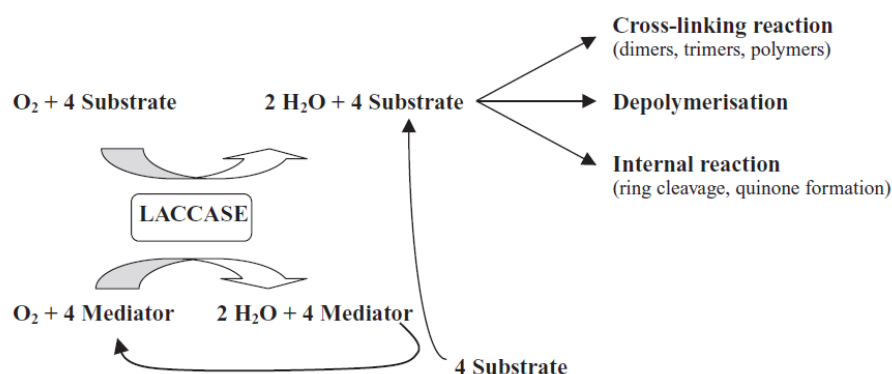 Cross-linking reaction
(dimers, trimers, polymers)
O₂ + 4 Substrate
2 H₂O + 4 Substrate
Depolymerisation
Internal reaction
(ring cleavage, quinone formation)
LACCASE
O₂ + 4 Mediator
2 H₂O + 4 Mediator
4 Substrate